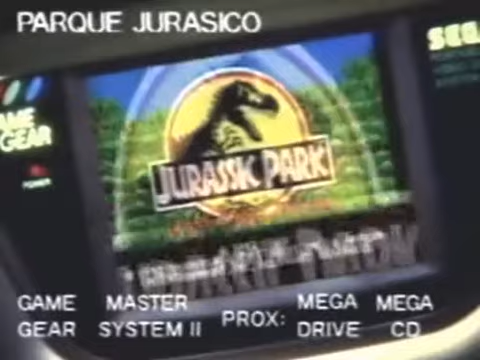 PARQUE JURASICO
SEGA
GAME
GEAR
POWER
JURASSIC PARK
GAME MASTER MEGA MEGA
GEAR SYSTEM II PROX: DRIVE CD